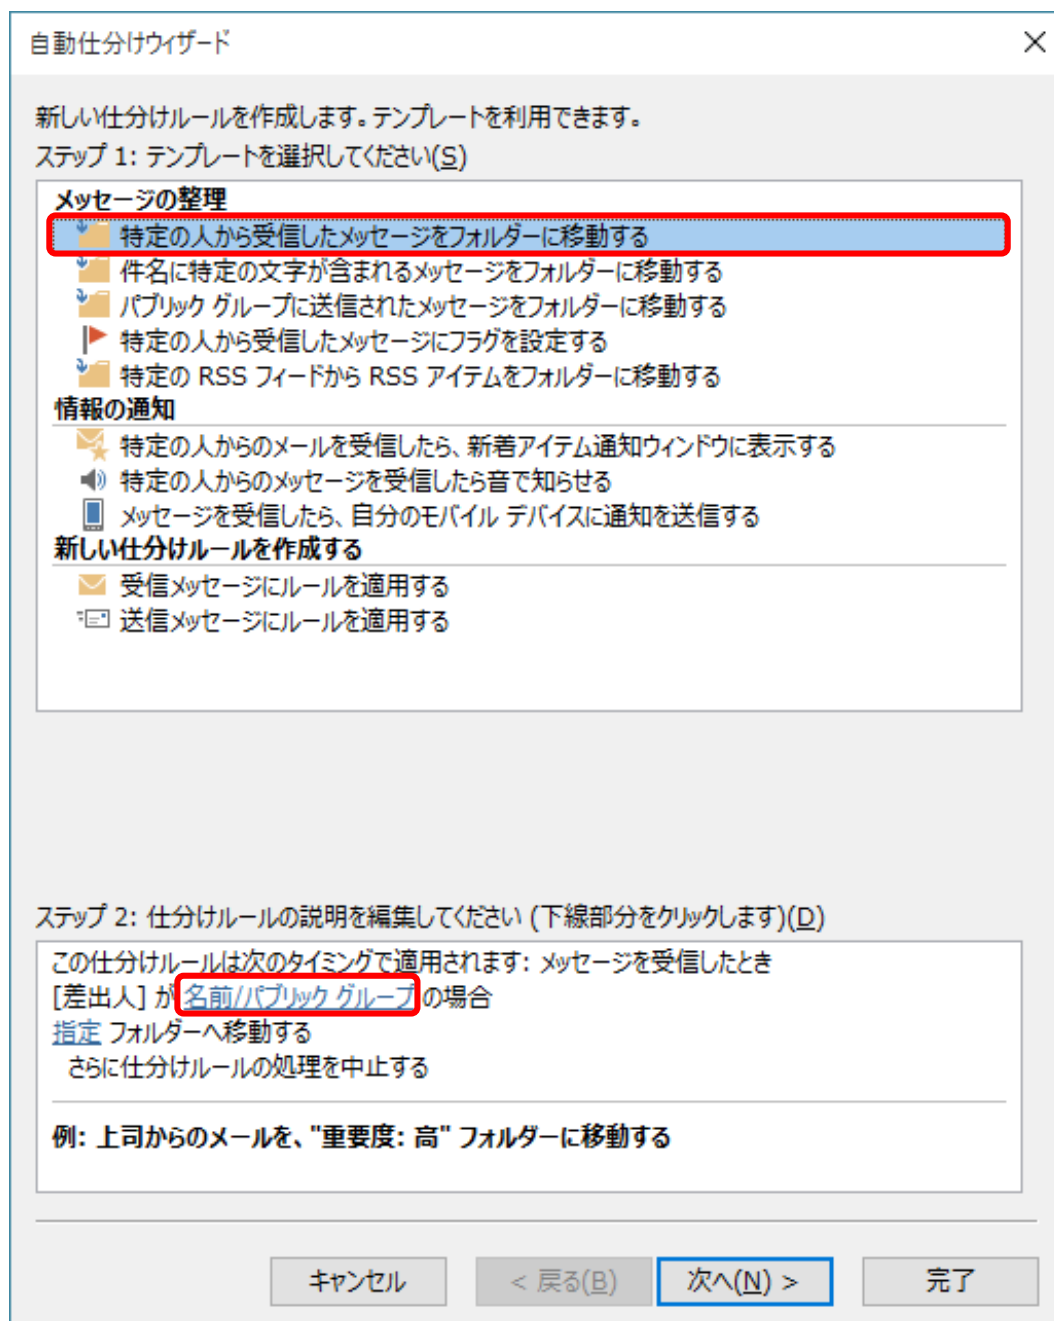 自動仕分けウィザード
新しい仕分けルールを作成します。テンプレートを利用できます。
ステップ 1: テンプレートを選択してください(S)
メッセージの整理
特定の人から受信したメッセージをフォルダーに移動する
件名に特定の文字が含まれるメッセージをフォルダーに移動する
パブリック グループに送信されたメッセージをフォルダーに移動する
特定の人から受信したメッセージにフラグを設定する
特定の RSS フィードから RSS アイテムをフォルダーに移動する
情報の通知
特定の人からのメールを受信したら、新着アイテム通知ウィンドウに表示する
特定の人からのメッセージを受信したら音で知らせる
メッセージを受信したら、自分のモバイル デバイスに通知を送信する
新しい仕分けルールを作成する
受信メッセージにルールを適用する
送信メッセージにルールを適用する
ステップ 2: 仕分けルールの説明を編集してください (下線部分をクリックします)(D)
この仕分けルールは次のタイミングで適用されます: メッセージを受信したとき
[差出人] が 名前/パブリック グループ の場合
指定 フォルダーへ移動する
さらに仕分けルールの処理を中止する
例: 上司からのメールを、"重要度: 高" フォルダーに移動する
キャンセル < 戻る(B) 次へ(N) > 完了